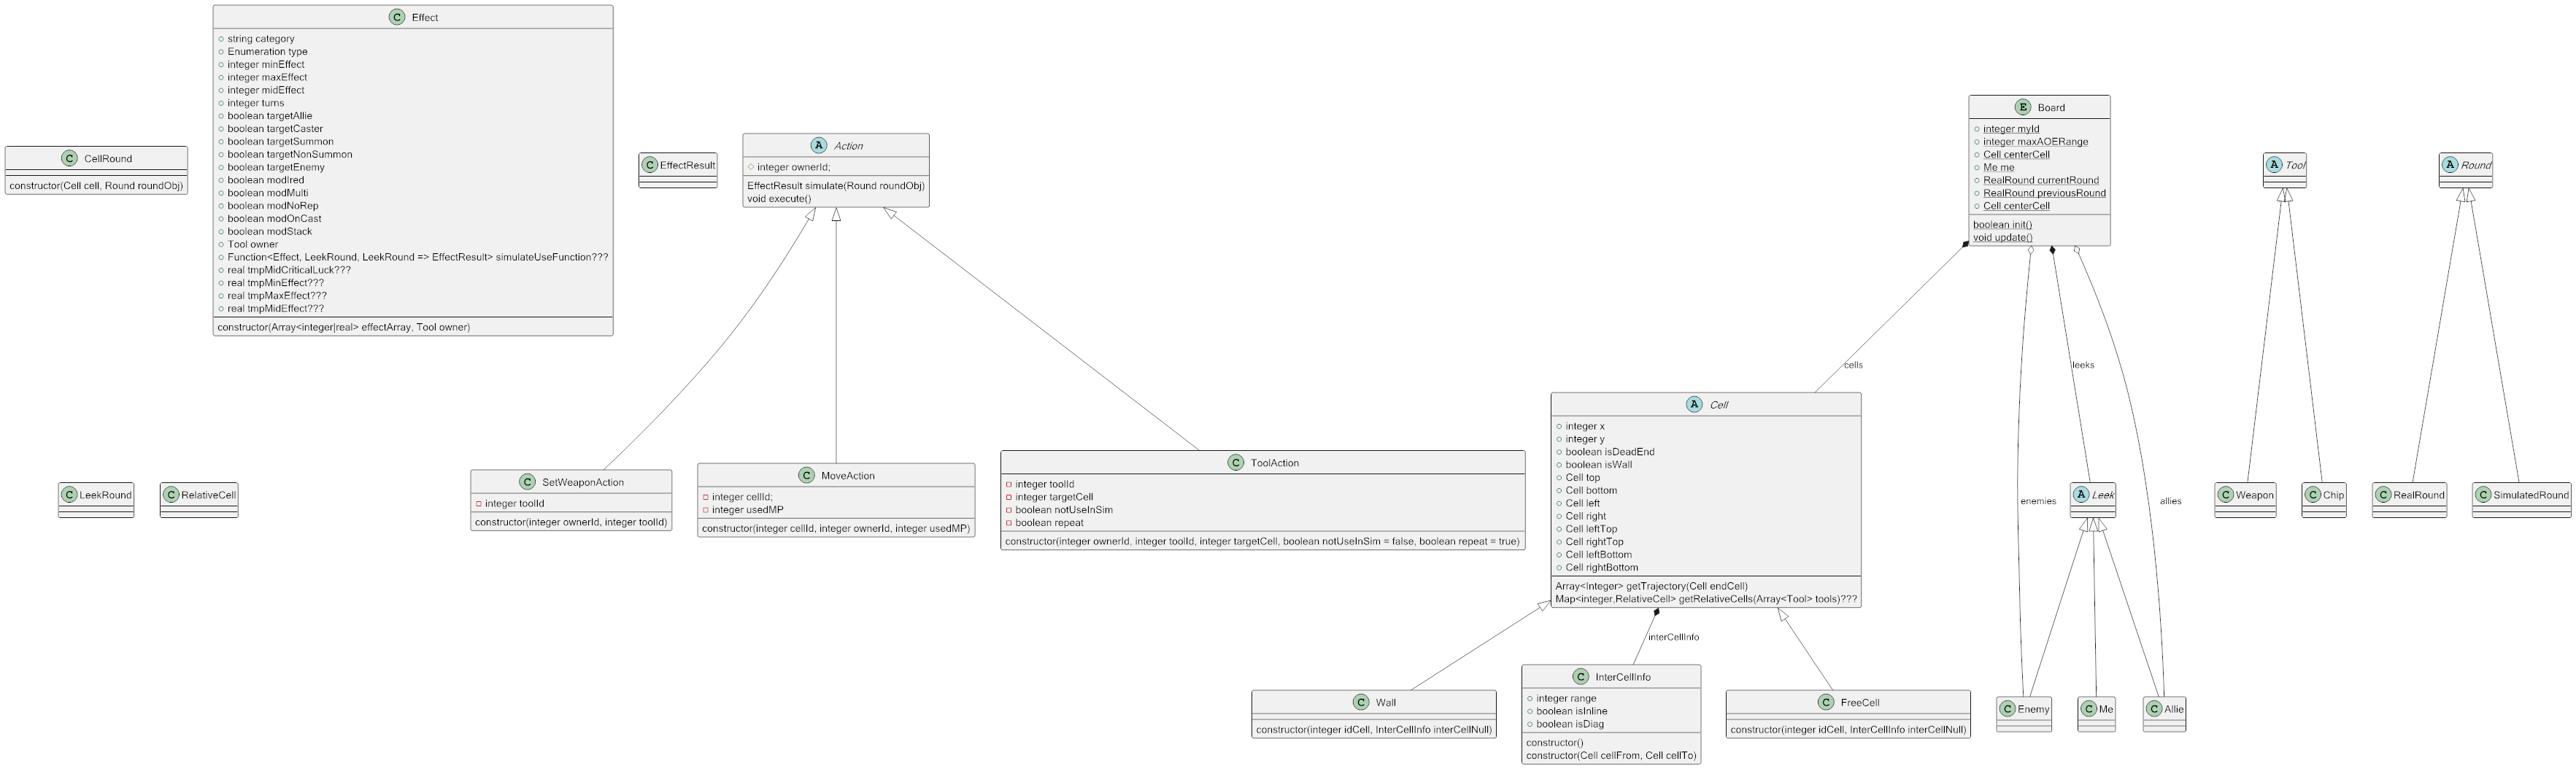 C CellRound
constructor(Cell cell, Round roundObj)
C Effect
string category
Enumeration type
integer minEffect
integer maxEffect
integer midEffect
integer turns
boolean targetAllie
boolean targetCaster
boolean targetSummon
boolean targetNonSummon
boolean targetEnemy
boolean modIred
boolean modMulti
boolean modNoRep
boolean modOnCast
boolean modStack
Tool owner
Function<Effect, LeekRound, LeekRound => EffectResult> simulateUseFunction???
real tmpMidCriticalLuck???
real tmpMinEffect???
real tmpMaxEffect???
real tmpMidEffect???
constructor(Array<integer|real> effectArray, Tool owner)
C EffectResult
A Action
integer ownerId;
EffectResult simulate(Round roundObj)
void execute()
E Board
integer myId
integer maxAOERange
Cell centerCell
Me me
RealRound currentRound
RealRound previousRound
Cell centerCell
boolean init()
void update()
A Tool
A Round
cells
leeks
enemies
allies
C LeekRound
C RelativeCell
C SetWeaponAction
integer toolId
constructor(integer ownerId, integer toolId)
C MoveAction
integer cellId;
integer usedMP
constructor(integer cellId, integer ownerId, integer usedMP)
C ToolAction
integer toolId
integer targetCell
boolean notUseInSim
boolean repeat
constructor(integer ownerId, integer toolId, integer targetCell, boolean notUseInSim = false, boolean repeat = true)
A Cell
integer x
integer y
boolean isDeadEnd
boolean isWall
Cell top
Cell bottom
Cell left
Cell right
Cell leftTop
Cell rightTop
Cell leftBottom
Cell rightBottom
Array<Integer> getTrajectory(Cell endCell)
Map<integer,RelativeCell> getRelativeCells(Array<Tool> tools)???
A Leek
C Weapon
C Chip
C RealRound
C SimulatedRound
interCellInfo
C Wall
constructor(integer idCell, InterCellInfo interCellNull)
C InterCellInfo
integer range
boolean isInline
boolean isDiag
constructor()
constructor(Cell cellFrom, Cell cellTo)
C FreeCell
constructor(integer idCell, InterCellInfo interCellNull)
C Enemy
C Me
C Allie